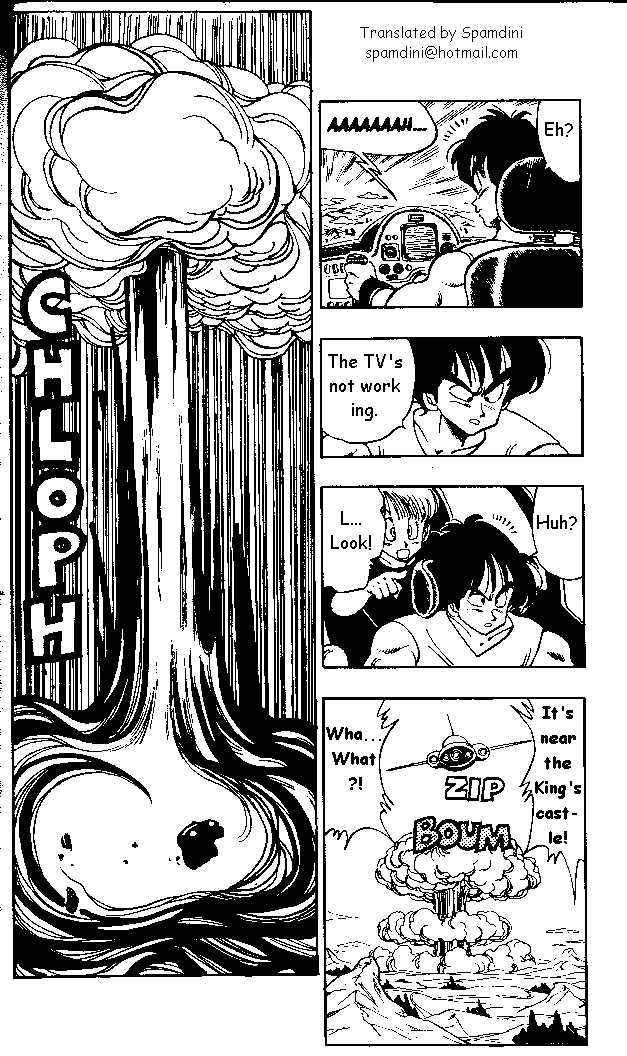 Translated by Spamdini
spamdini@hotmail.com
Eh?
AAAAAAAH...
The TV's
not work
ing.
Huh?
L...
Look!
It's
near
the
King's
cast-
le!
Wha...
What
?!
ZIP
BOUM
CHLOPH